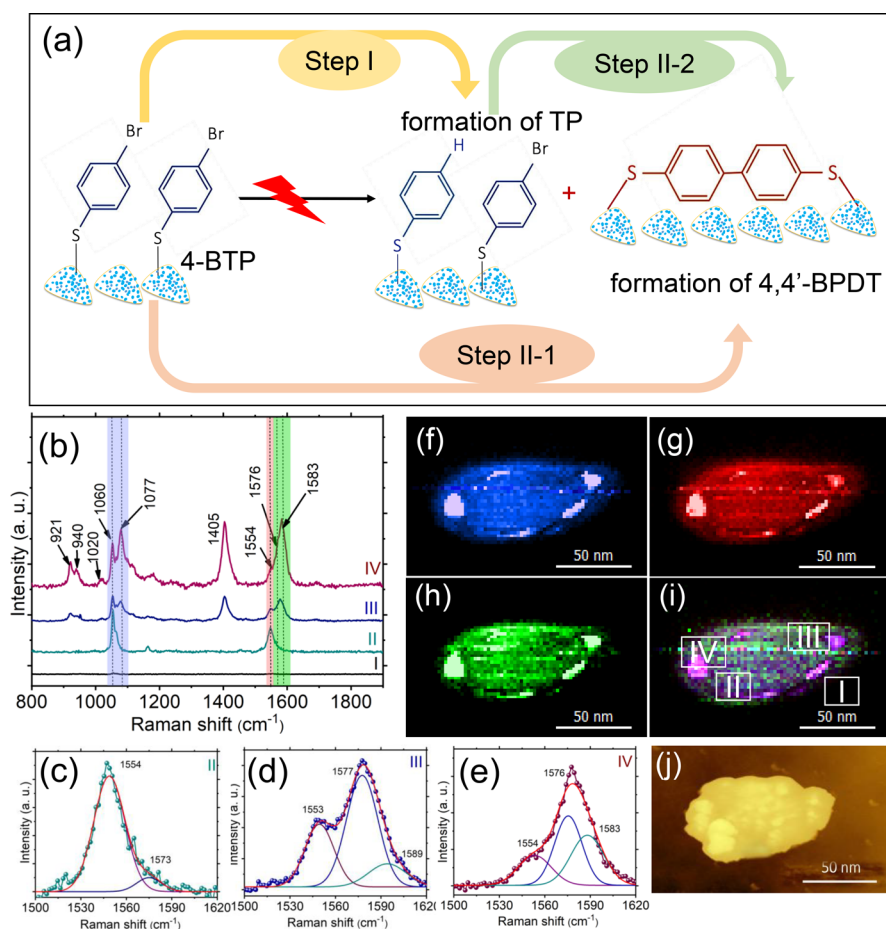 (a)
Step I
Step II-2
Br
Br
S
S
4-BTP
formation of TP
H
Br
S
S
+
S
S
formation of 4,4'-BPDT
Step II-1
(b)
Intensity (a. u.)
921
940
1020
1060
1077
1405
1554
1576
1583
IV
III
II
I
800 1000 1200 1400 1600 1800
Raman shift (cm⁻¹)
(f)
50 nm
(g)
50 nm
(h)
50 nm
(i)
IV
III
II
I
50 nm
(c)
II
1554
1573
Intensity (a. u.)
1500 1530 1560 1590 1620
Raman shift (cm⁻¹)
(d)
III
1577
1553
1589
Intensity (a. u.)
1500 1530 1560 1590 1620
Raman shift (cm⁻¹)
(e)
IV
1576
1554
1583
Intensity (a. u.)
1500 1530 1560 1590 1620
Raman shift (cm⁻¹)
(j)
50 nm